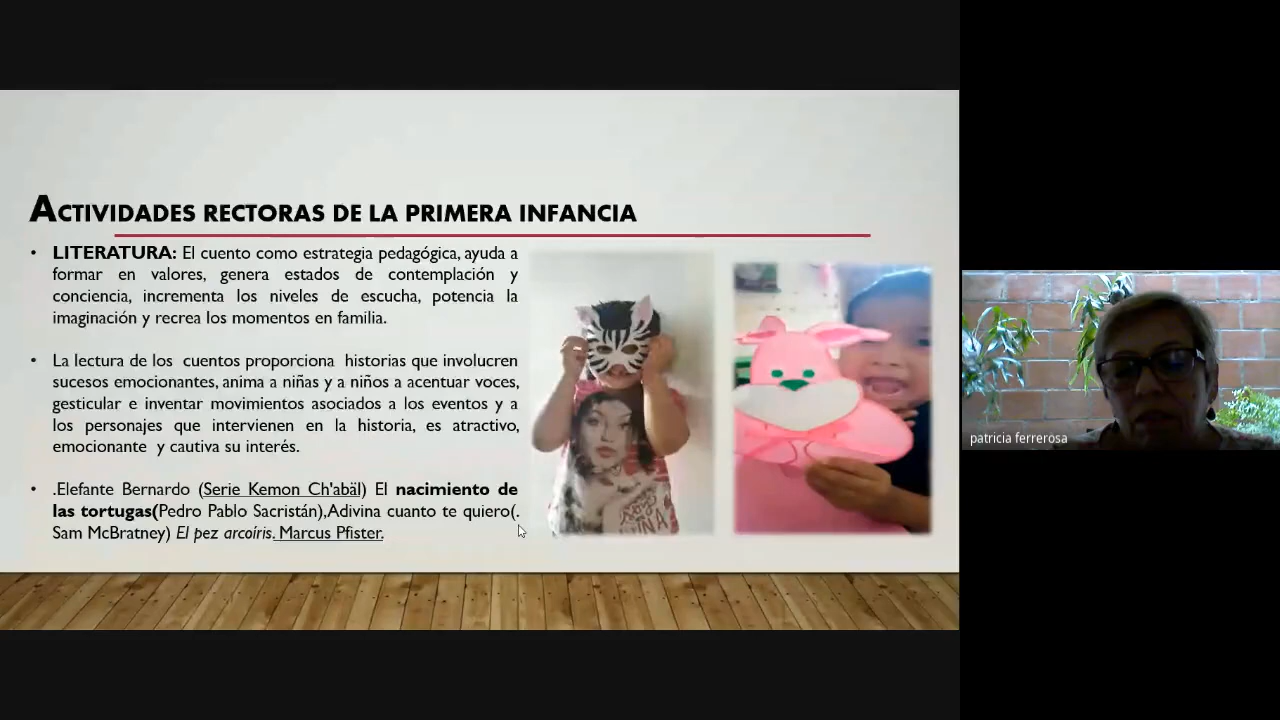 ACTIVIDADES RECTORAS DE LA PRIMERA INFANCIA
• LITERATURA: El cuento como estrategia pedagógica, ayuda a
formar en valores, genera estados de contemplación y
conciencia, incrementa los niveles de escucha, potencia la
imaginación y recrea los momentos en familia.
• La lectura de los cuentos proporciona historias que involucren
sucesos emocionantes, anima a niñas y a niños a acentuar voces,
gesticular e inventar movimientos asociados a los eventos y a
los personajes que intervienen en la historia, es atractivo,
emocionante y cautiva su interés.
• .Elefante Bernardo (Serie Kemon Ch'abäl) El nacimiento de
las tortugas(Pedro Pablo Sacristán),Adivina cuanto te quiero(.
Sam McBratney) El pez arcoíris. Marcus Pfister.
patricia ferrerosa